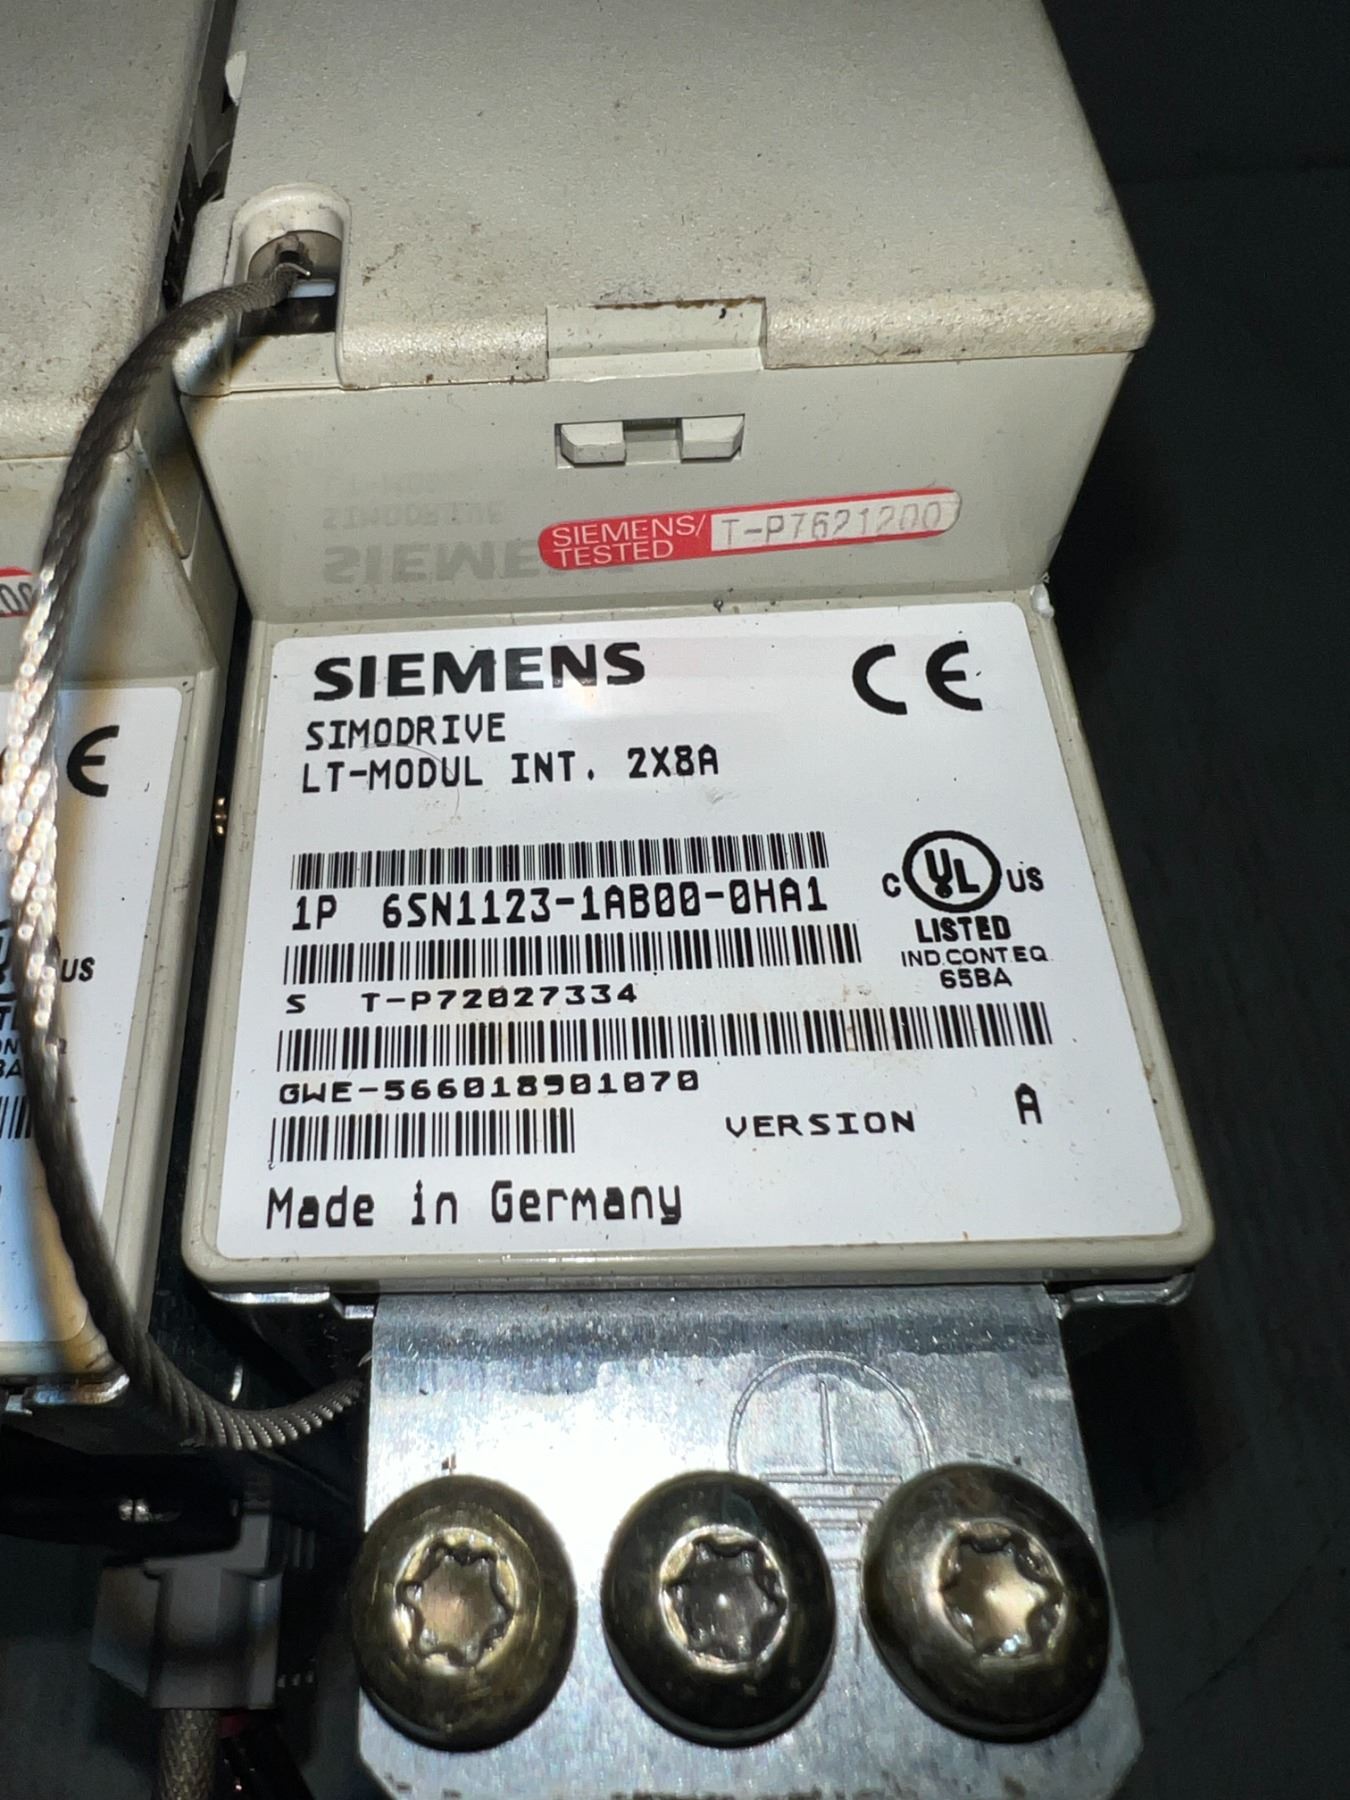 SIEMENS/
TESTED
T-P7621200
SIEMENS
CE
SIMODRIVE
LT-MODUL INT. 2X8A
1P 6SN1123-1AB00-0HA1
C UL US
LISTED
IND.CONT.EQ.
65BA
S T-P72027334
GWE-566018901070
VERSION A
Made in Germany
US